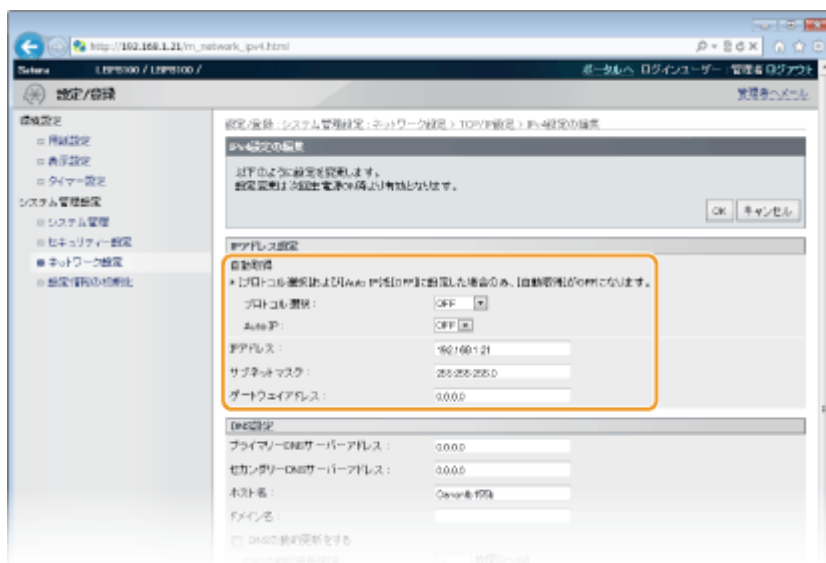 http://192.168.1.21/m_network_ipv4.html
Satera LBP8100 / LBP8100 /
ポータルへ ログインユーザー: 管理者 ログアウト
設定/登録
管理者へメール
環境設定
用紙設定
表示設定
タイマー設定
システム管理設定
システム管理
セキュリティー設定
ネットワーク設定
設定情報の初期化
設定/登録 : システム管理設定 : ネットワーク設定 > TCP/IP設定 > IPv4設定の編集
IPv4設定の編集
以下のように設定を変更します。
設定変更は次回主電源ON時より有効となります。
OK キャンセル
IPアドレス設定
自動取得
* [プロトコル選択]および[Auto IP]を[OFF]に設定した場合のみ、[自動取得]がOFFになります。
プロトコル選択 : OFF
Auto IP : OFF
IPアドレス : 192.168.1.21
サブネットマスク : 255.255.255.0
ゲートウェイアドレス : 0.0.0.0
DNS設定
プライマリーDNSサーバーアドレス : 0.0.0.0
セカンダリーDNSサーバーアドレス : 0.0.0.0
ホスト名 :
ドメイン名 :
DNSの動的更新をする